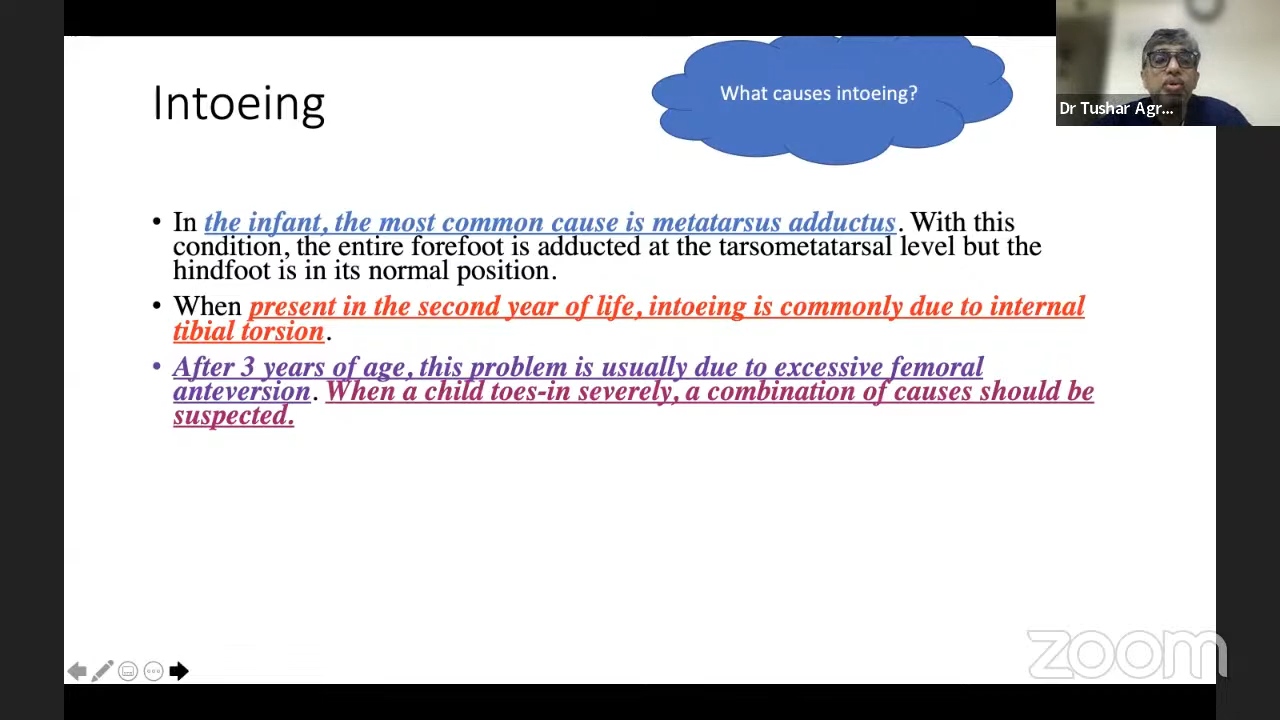 Intoeing
What causes intoeing?
Dr Tushar Agr...
• In the infant, the most common cause is metatarsus adductus. With this
condition, the entire forefoot is adducted at the tarsometatarsal level but the
hindfoot is in its normal position.
• When present in the second year of life, intoeing is commonly due to internal
tibial torsion.
• After 3 years of age, this problem is usually due to excessive femoral
anteversion. When a child toes-in severely, a combination of causes should be
suspected.
zoom